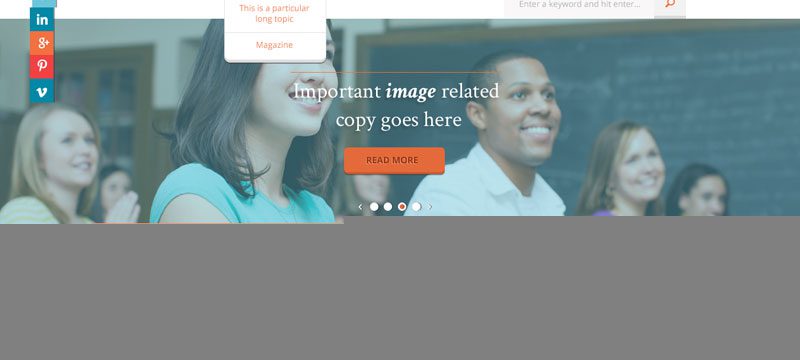 This is a particular
long topic
Magazine
Enter a keyword and hit enter...
in
g+
Important image related
copy goes here
READ MORE